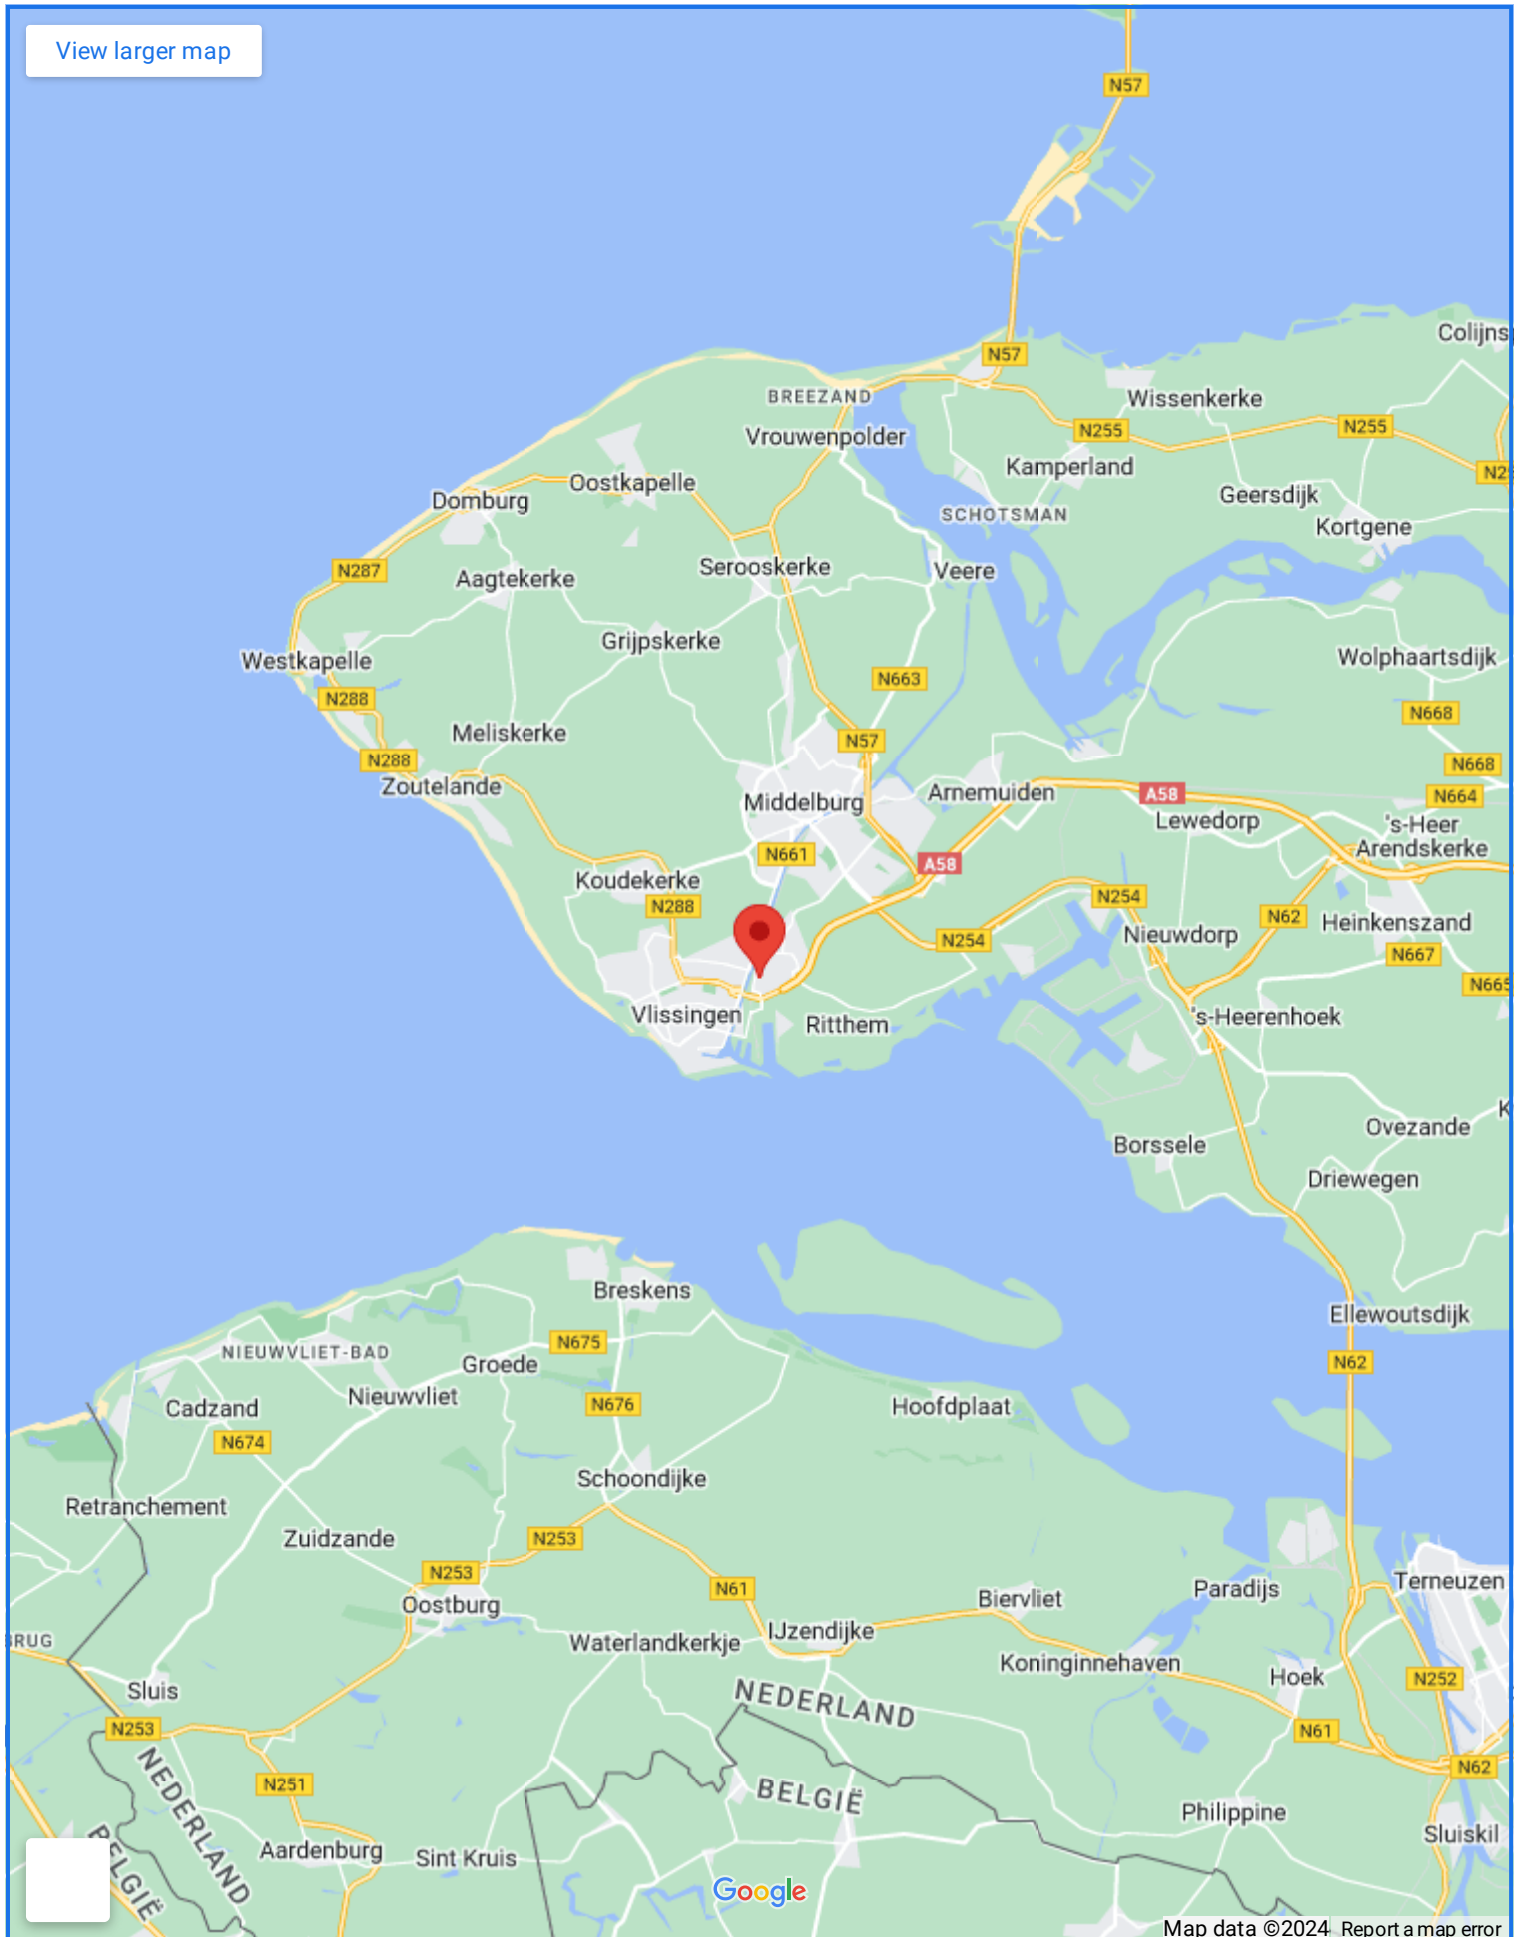 View larger map
N57
Colijns
N57
BREEZAND
Wissenkerke
N255
N255
Vrouwenpolder
Kamperland
N25
Oostkapelle
Domburg
Geersdijk
SCHOTSMAN
Kortgene
N287
Serooskerke
Veere
Aagtekerke
Grijpskerke
Westkapelle
Wolphaartsdijk
N663
N288
N668
Meliskerke
N57
N288
N668
Zoutelande
Arnemuiden
A58
N664
Middelburg
Lewedorp
's-Heer
Arendskerke
N661
A58
Koudekerke
N254
N288
N62
Heinkenszand
Nieuwdorp
N254
N667
N665
Vlissingen
's-Heerenhoek
Ritthem
K
Ovezande
Borssele
Driewegen
Breskens
Ellewoutsdijk
N675
NIEUWVLIET-BAD
Groede
N62
Nieuwvliet
Cadzand
N676
Hoofdplaat
N674
Schoondijke
Retranchement
Zuidzande
N253
N253
N61
Paradijs
Terneuzen
Biervliet
Oostburg
IJzendijke
BRUG
Waterlandkerkje
Koninginnehaven
Hoek
N252
Sluis
NEDERLAND
N253
N61
N62
NEDERLAND
N251
BELGIË
Philippine
Sluiskil
BELGIË
Aardenburg
Sint Kruis
Google
Map data ©2024 Report a map error